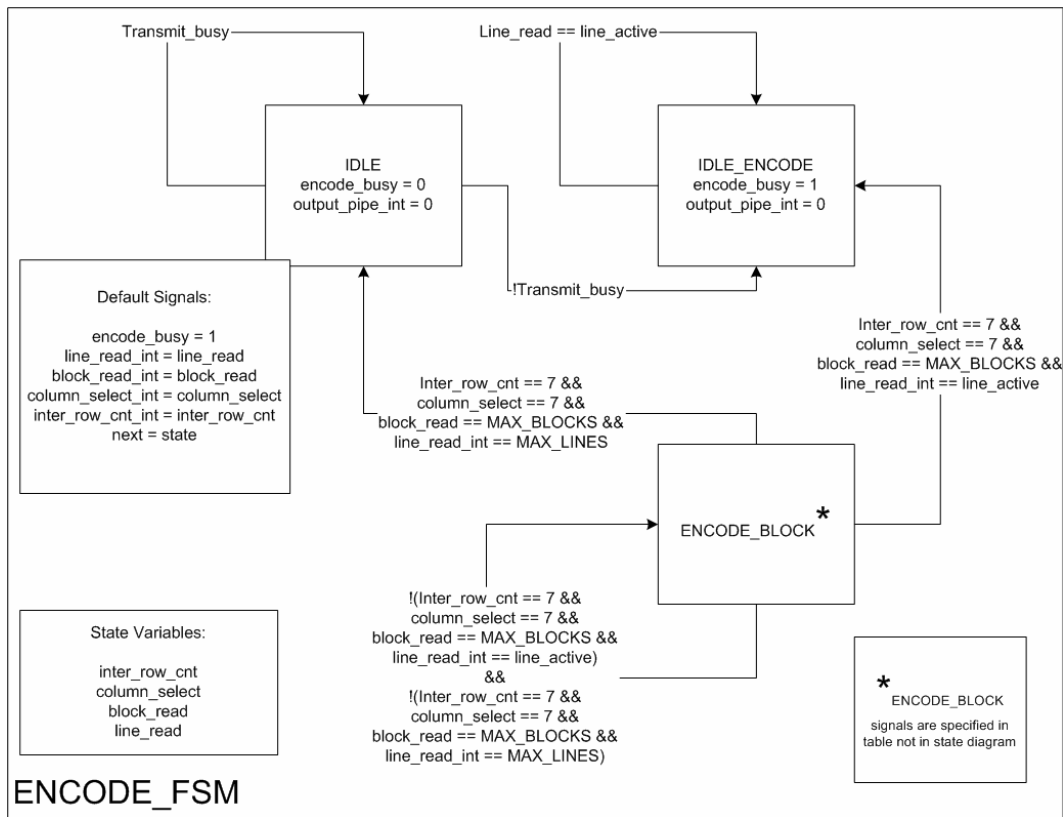 Transmit_busy
Line_read == line_active
IDLE
encode_busy = 0
output_pipe_int = 0
IDLE_ENCODE
encode_busy = 1
output_pipe_int = 0
!Transmit_busy
Default Signals:
encode_busy = 1
line_read_int = line_read
block_read_int = block_read
column_select_int = column_select
inter_row_cnt_int = inter_row_cnt
next = state
Inter_row_cnt == 7 &&
column_select == 7 &&
block_read == MAX_BLOCKS &&
line_read_int == MAX_LINES
Inter_row_cnt == 7 &&
column_select == 7 &&
block_read == MAX_BLOCKS &&
line_read_int == line_active
ENCODE_BLOCK*
!(Inter_row_cnt == 7 &&
column_select == 7 &&
block_read == MAX_BLOCKS &&
line_read_int == line_active)
&&
!(Inter_row_cnt == 7 &&
column_select == 7 &&
block_read == MAX_BLOCKS &&
line_read_int == MAX_LINES)
State Variables:
inter_row_cnt
column_select
block_read
line_read
*ENCODE_BLOCK
signals are specified in
table not in state diagram
ENCODE_FSM